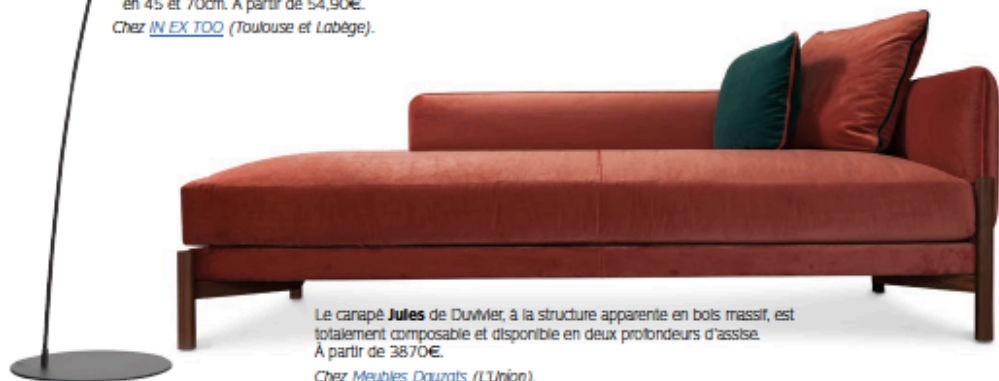 en 45 et 70cm. À partir de 54,90€.
Chez IN EX TOO (Toulouse et Labège).
Le canapé Jules de Duvivier, à la structure apparente en bois massif, est
totalement composable et disponible en deux profondeurs d'assise.
À partir de 3870€.
Chez Meubles Dauzats (L'Union).